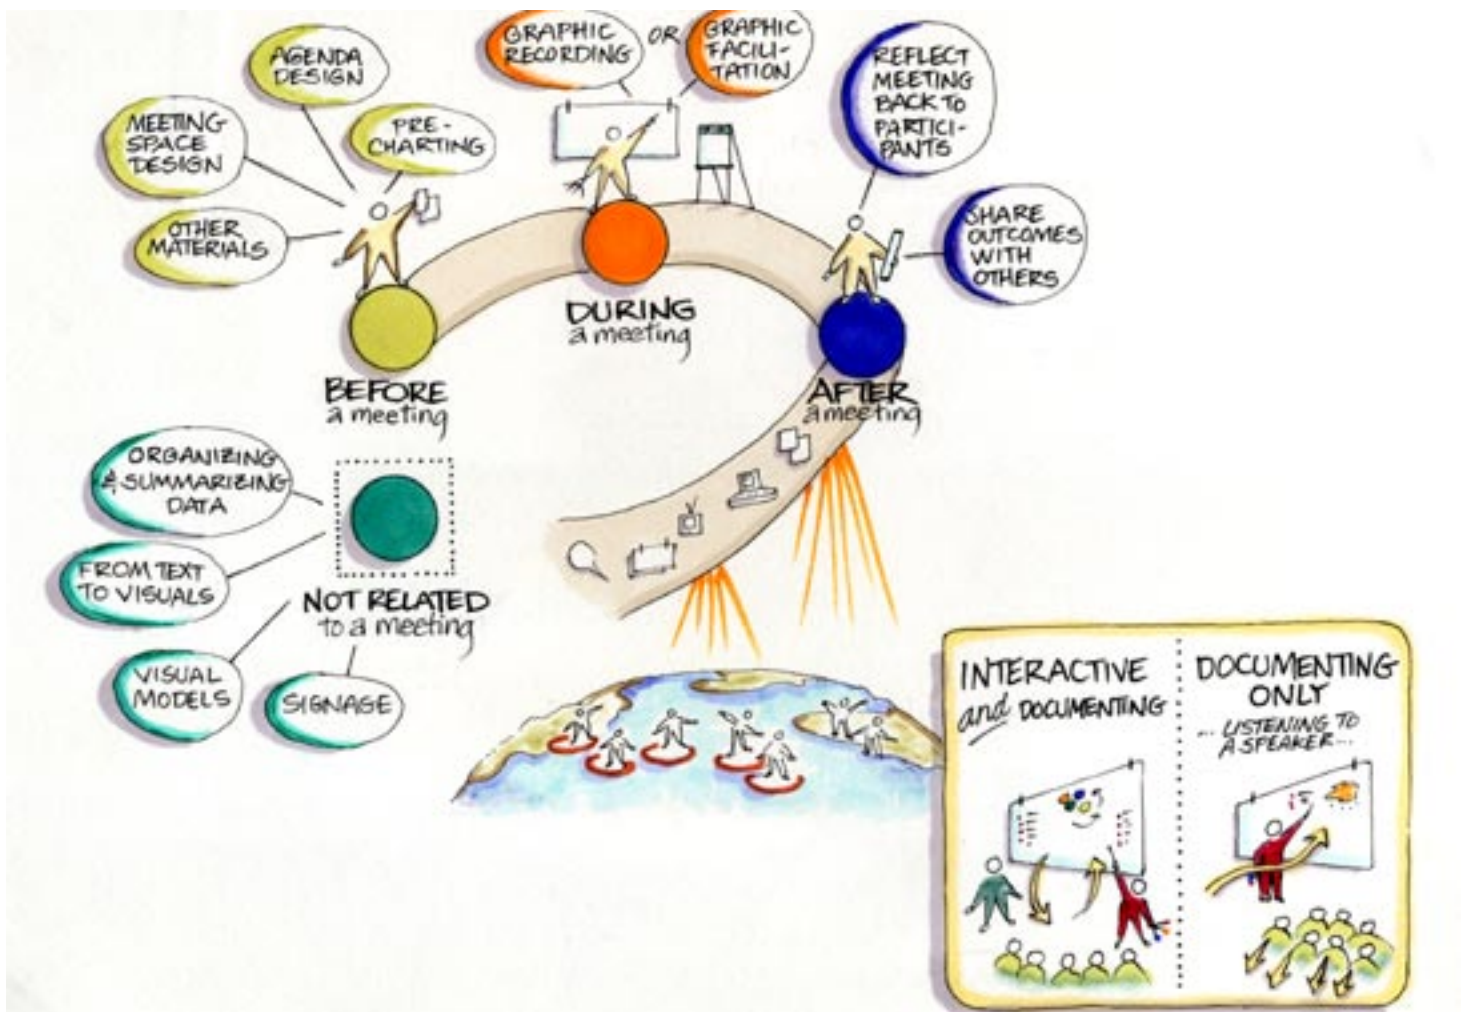 AGENDA
DESIGN
MEETING
SPACE
DESIGN
PRE-
CHARTING
OTHER
MATERIALS
BEFORE
a meeting
GRAPHIC
RECORDING
OR
GRAPHIC
FACILI-
TATION
DURING
a meeting
REFLECT
MEETING
BACK TO
PARTICI-
PANTS
SHARE
OUTCOMES
WITH
OTHERS
AFTER
a meeting
ORGANIZING
& SUMMARIZING
DATA
FROM TEXT
TO VISUALS
VISUAL
MODELS
SIGNAGE
NOT RELATED
to a meeting
INTERACTIVE
and DOCUMENTING
DOCUMENTING
ONLY
... LISTENING TO
A SPEAKER...